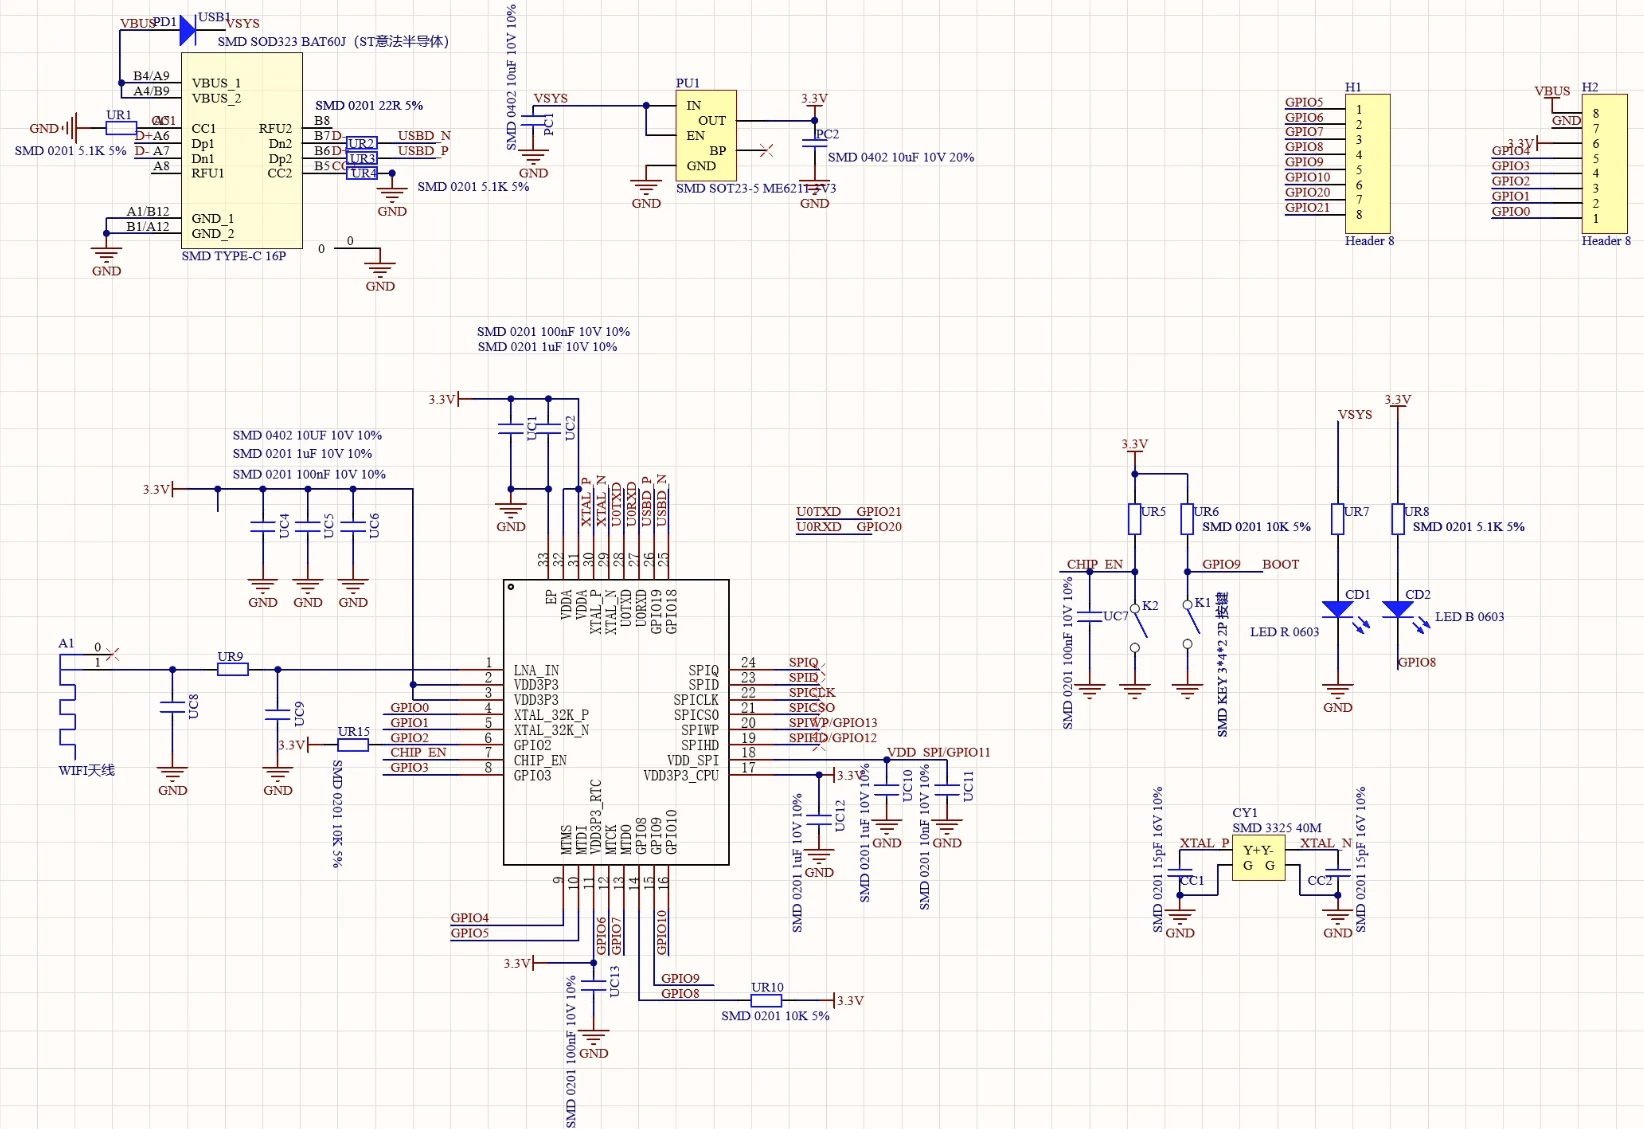 VBUS
PD1
USB1
VSYS
SMD SOD323 BAT60J（ST意法半导体）
B4/A9
A4/B9
VBUS_1
VBUS_2
UR1
GND
A5
D+
A6
D-
A7
A8
CC1
Dp1
Dn1
RFU1
RFU2
Dn2
Dp2
CC2
B8
B7
D-
B6
B5
SMD 0201 5.1K 5%
SMD 0201 22R 5%
UR2
UR3
UR4
USBD_N
USBD_P
SMD 0201 5.1K 5%
GND
A1/B12
B1/A12
GND_1
GND_2
GND
SMD TYPE-C 16P
0
0
GND
SMD 0402 10uF 10V 10%
VSYS
PC1
GND
PU1
IN
EN
GND
OUT
BP
GND
SMD SOT23-5 ME6211-3V3
3.3V
PC2
SMD 0402 10uF 10V 20%
GND
H1
GPIO5
GPIO6
GPIO7
GPIO8
GPIO9
GPIO10
GPIO20
GPIO21
1
2
3
4
5
6
7
8
Header 8
VBUS
H2
GND
3.3V
GPIO4
GPIO3
GPIO2
GPIO1
GPIO0
8
7
6
5
4
3
2
1
Header 8
SMD 0201 100nF 10V 10%
SMD 0201 1uF 10V 10%
3.3V
UC1
UC2
GND
SMD 0402 10UF 10V 10%
SMD 0201 1uF 10V 10%
SMD 0201 100nF 10V 10%
3.3V
UC4
UC5
UC6
GND
GND
GND
XTAL_P
XTAL_N
U0TXD
U0RXD
USBD_P
USBD_N
33
32
31
30
29
28
27
26
25
EP
VDDA
VDDA
XTAL_P
XTAL_N
UOTXD
UORXD
GPIO19
GPIO18
U0TXD GPIO21
U0RXD GPIO20
A1
0
1
WIFI天线
UR9
UC8
UC9
GND
GND
3.3V
UR15
SMD 0201 10K 5%
GPIO0
GPIO1
GPIO2
CHIP_EN
GPIO3
1
2
3
4
5
6
7
8
LNA_IN
VDD3P3
VDD3P3
XTAL_32K_P
XTAL_32K_N
GPIO2
CHIP_EN
GPIO3
SPIQ
SPID
SPICLK
SPICSO
SPIWP
SPIHD
VDD_SPI
VDD3P3_CPU
24
23
22
21
20
19
18
17
SPIQ
SPID
SPICLK
SPICSO
SPIWP/GPIO13
SPIHD/GPIO12
VDD_SPI/GPIO11
3.3V
UC12
UC10
UC11
SMD 0201 1uF 10V 10%
SMD 0201 1uF 10V 10%
SMD 0201 10nF 10V 10%
GND
GND
GND
MTMS
MTDI
VDD3P3_RTC
MTCK
MTDO
GPIO8
GPIO9
GPIO10
9
10
11
12
13
14
15
16
GPIO4
GPIO5
GPIO6
GPIO7
GPIO10
3.3V
UC13
SMD 0201 100nF 10V 10%
GND
GPIO9
GPIO8
UR10
3.3V
SMD 0201 10K 5%
3.3V
UR5
UR6
SMD 0201 10K 5%
CHIP_EN
GPIO9
BOOT
UC7
K2
K1
SMD 0201 100nF 10V 10%
SMD KEY 3*4*2 2P 按键
VSYS
3.3V
UR7
UR8
SMD 0201 5.1K 5%
CD1
CD2
LED R 0603
LED B 0603
GPIO8
GND
CY1
SMD 3325 40M
XTAL_P
XTAL_N
Y+Y-
G G
CC1
CC2
SMD 0201 15pF 16V 10%
SMD 0201 15pF 16V 10%
GND
GND